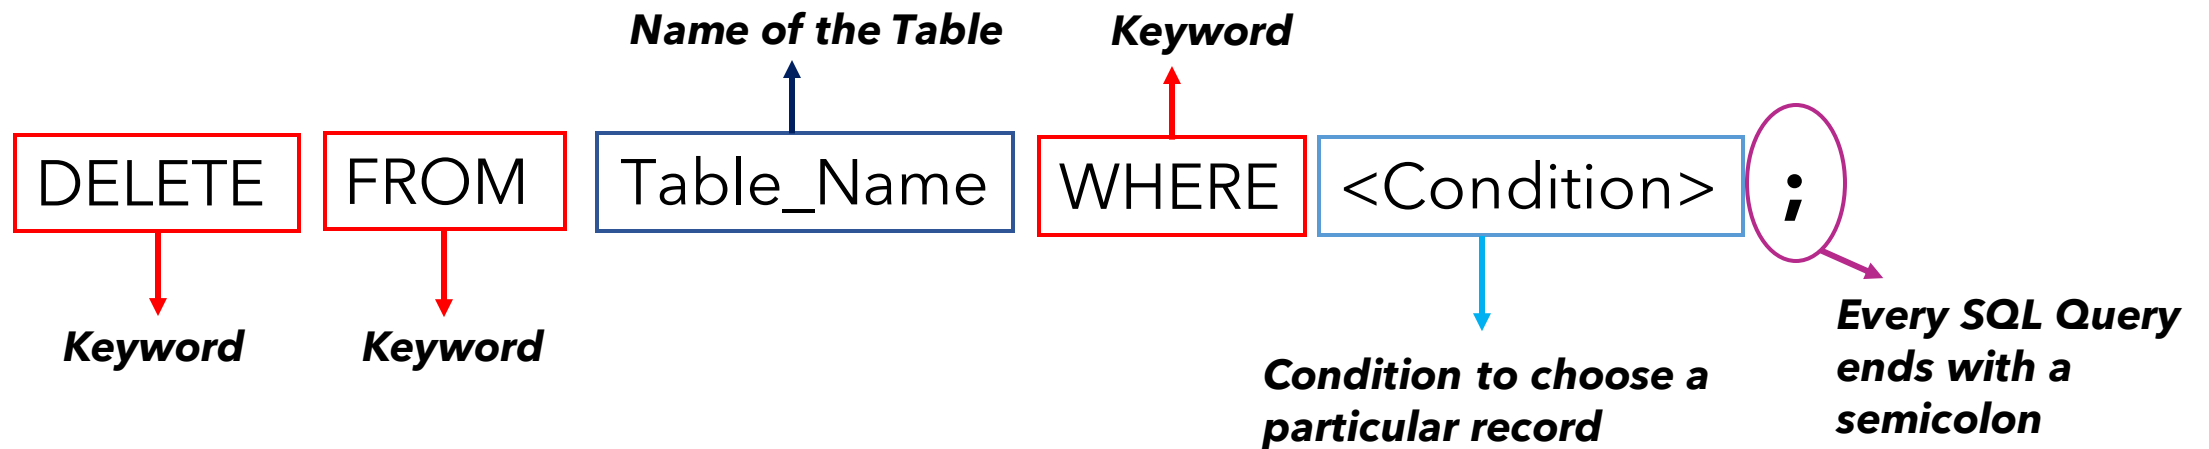 Name of the Table
Keyword
DELETE FROM Table_Name WHERE <Condition> ;
Keyword
Keyword
Condition to choose a
particular record
Every SQL Query
ends with a
semicolon